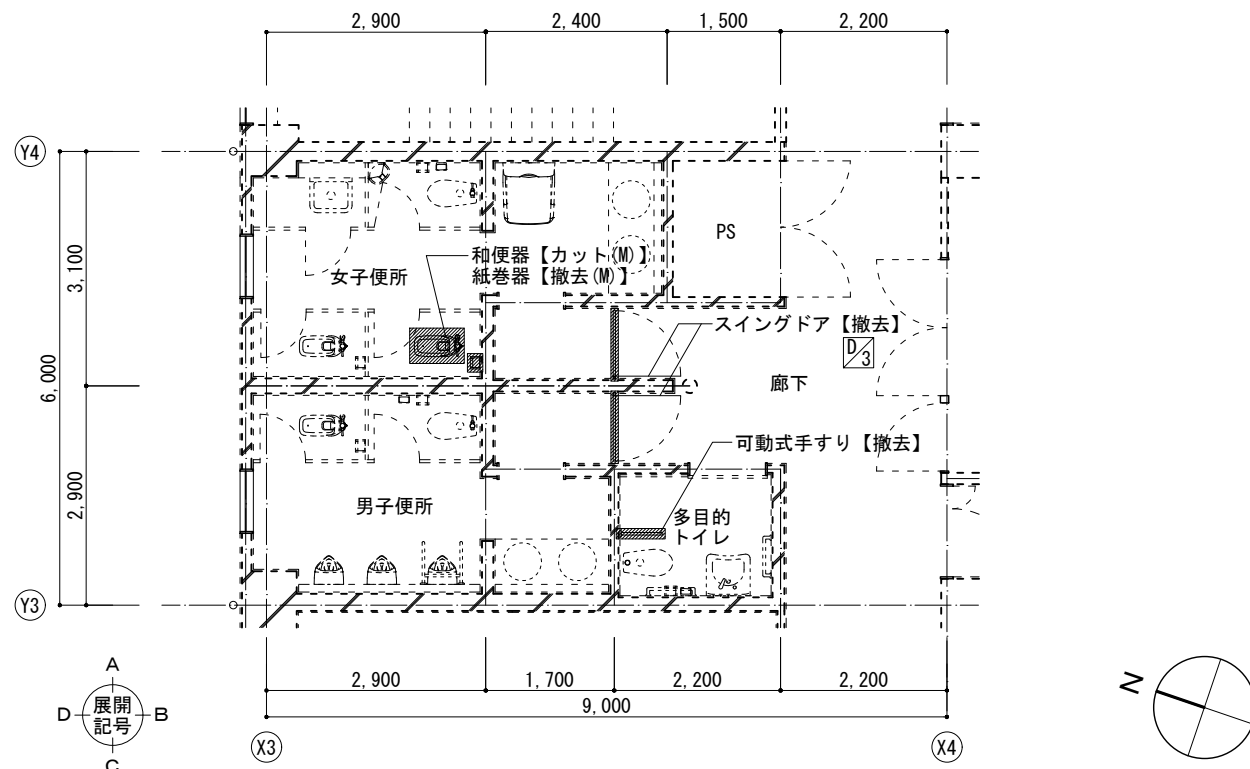 2,900
2,400
1,500
2,200
Y4
PS
和便器【カット(M)】
紙巻器【撤去(M)】
女子便所
3,100
スイングドア【撤去】
D
3
6,000
廊下
可動式手すり【撤去】
2,900
男子便所
多目的
トイレ
Y3
2,900
1,700
2,200
2,200
9,000
A
展開
記号
D
B
C
X3
X4
N